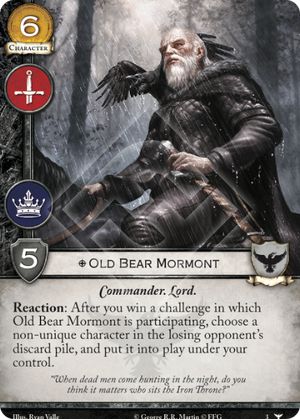 6
CHARACTER
5
OLD BEAR MORMONT
Commander. Lord.
Reaction: After you win a challenge in which
Old Bear Mormont is participating, choose a
non-unique character in the losing opponent's
discard pile, and put it into play under your
control.
"When dead men come hunting in the night, do you
think it matters who sits the Iron Throne?"
Illus. Ryan Valle
© George R.R. Martin © FFG